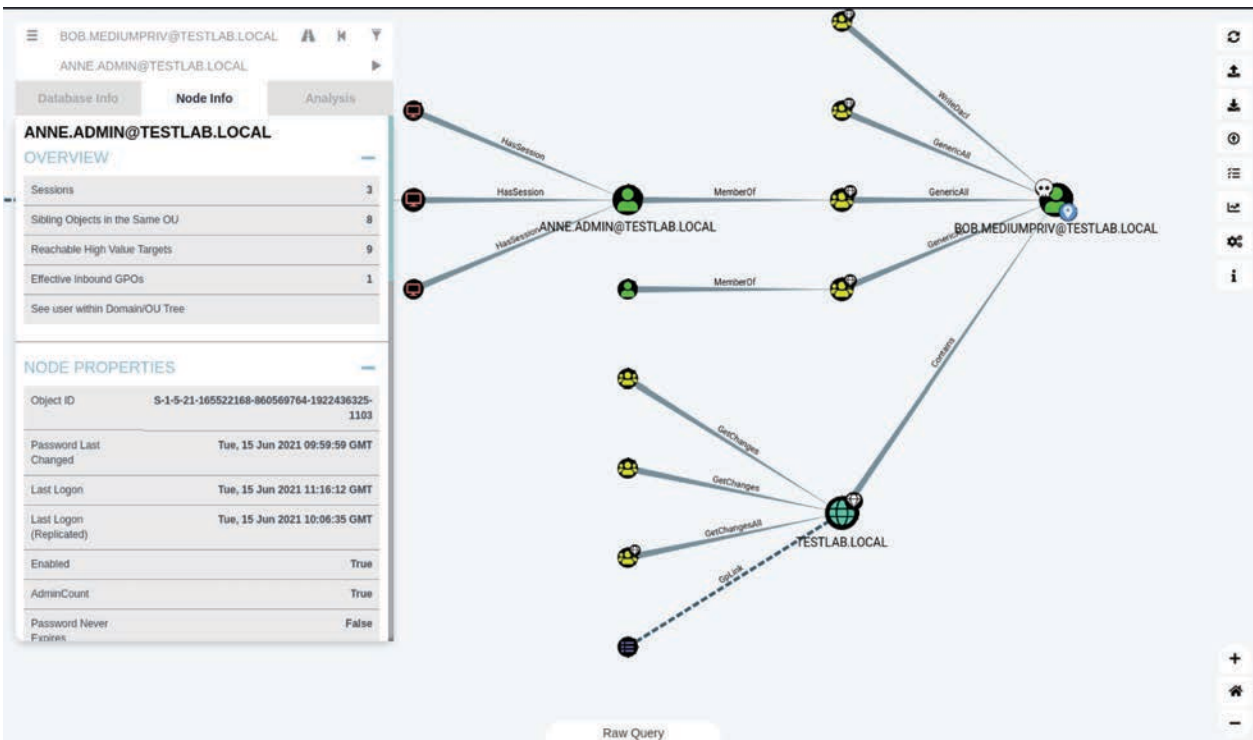 BOB.MEDIUMPRIV@TESTLAB.LOCAL
ANNE.ADMIN@TESTLAB.LOCAL
Database Info Node Info Analysis
ANNE.ADMIN@TESTLAB.LOCAL
OVERVIEW
Sessions 3
Sibling Objects in the Same OU 8
Reachable High Value Targets 9
Effective Inbound GPOs 1
See user within Domain/OU Tree
NODE PROPERTIES
Object ID S-1-5-21-165522168-860569764-1922436325-
1103
Password Last Tue, 15 Jun 2021 09:59:59 GMT
Changed
Last Logon Tue, 15 Jun 2021 11:16:12 GMT
Last Logon Tue, 15 Jun 2021 10:06:35 GMT
(Replicated)
Enabled True
AdminCount True
Password Never False
Expires
HasSession
HasSession
HasSession
ANNE.ADMIN@TESTLAB.LOCAL
MemberOf
MemberOf
WriteDacl
GenericAll
GenericAll
BOB.MEDIUMPRIV@TESTLAB.LOCAL
Contains
GetChanges
GetChanges
GetChangesAll
GpLink
TESTLAB.LOCAL
Raw Query